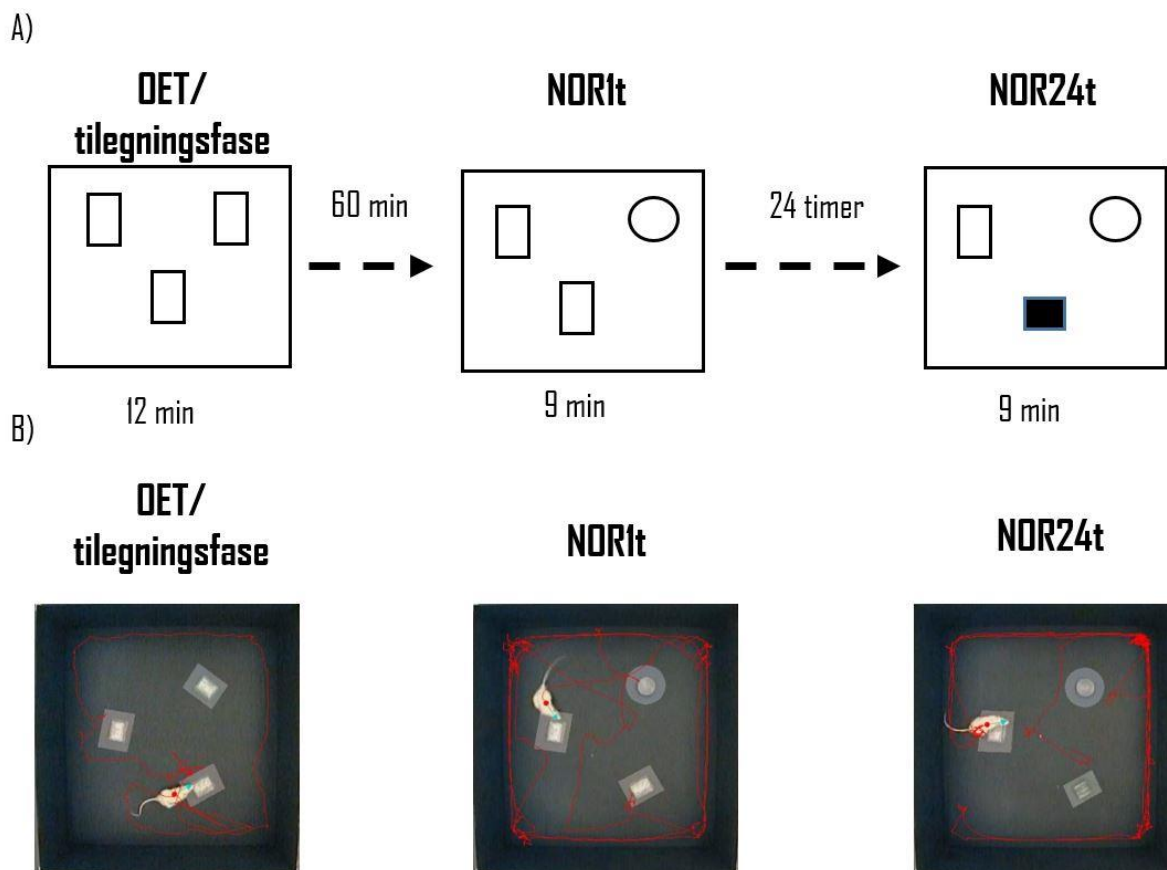 A)
OET/
tilegningsfase
NOR1t
NOR24t
60 min
24 timer
12 min
9 min
9 min
B)
OET/
tilegningsfase
NOR1t
NOR24t